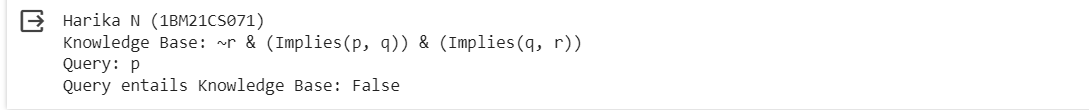 Harika N (1BM21CS071)
Knowledge Base: ~r & (Implies(p, q)) & (Implies(q, r))
Query: p
Query entails Knowledge Base: False